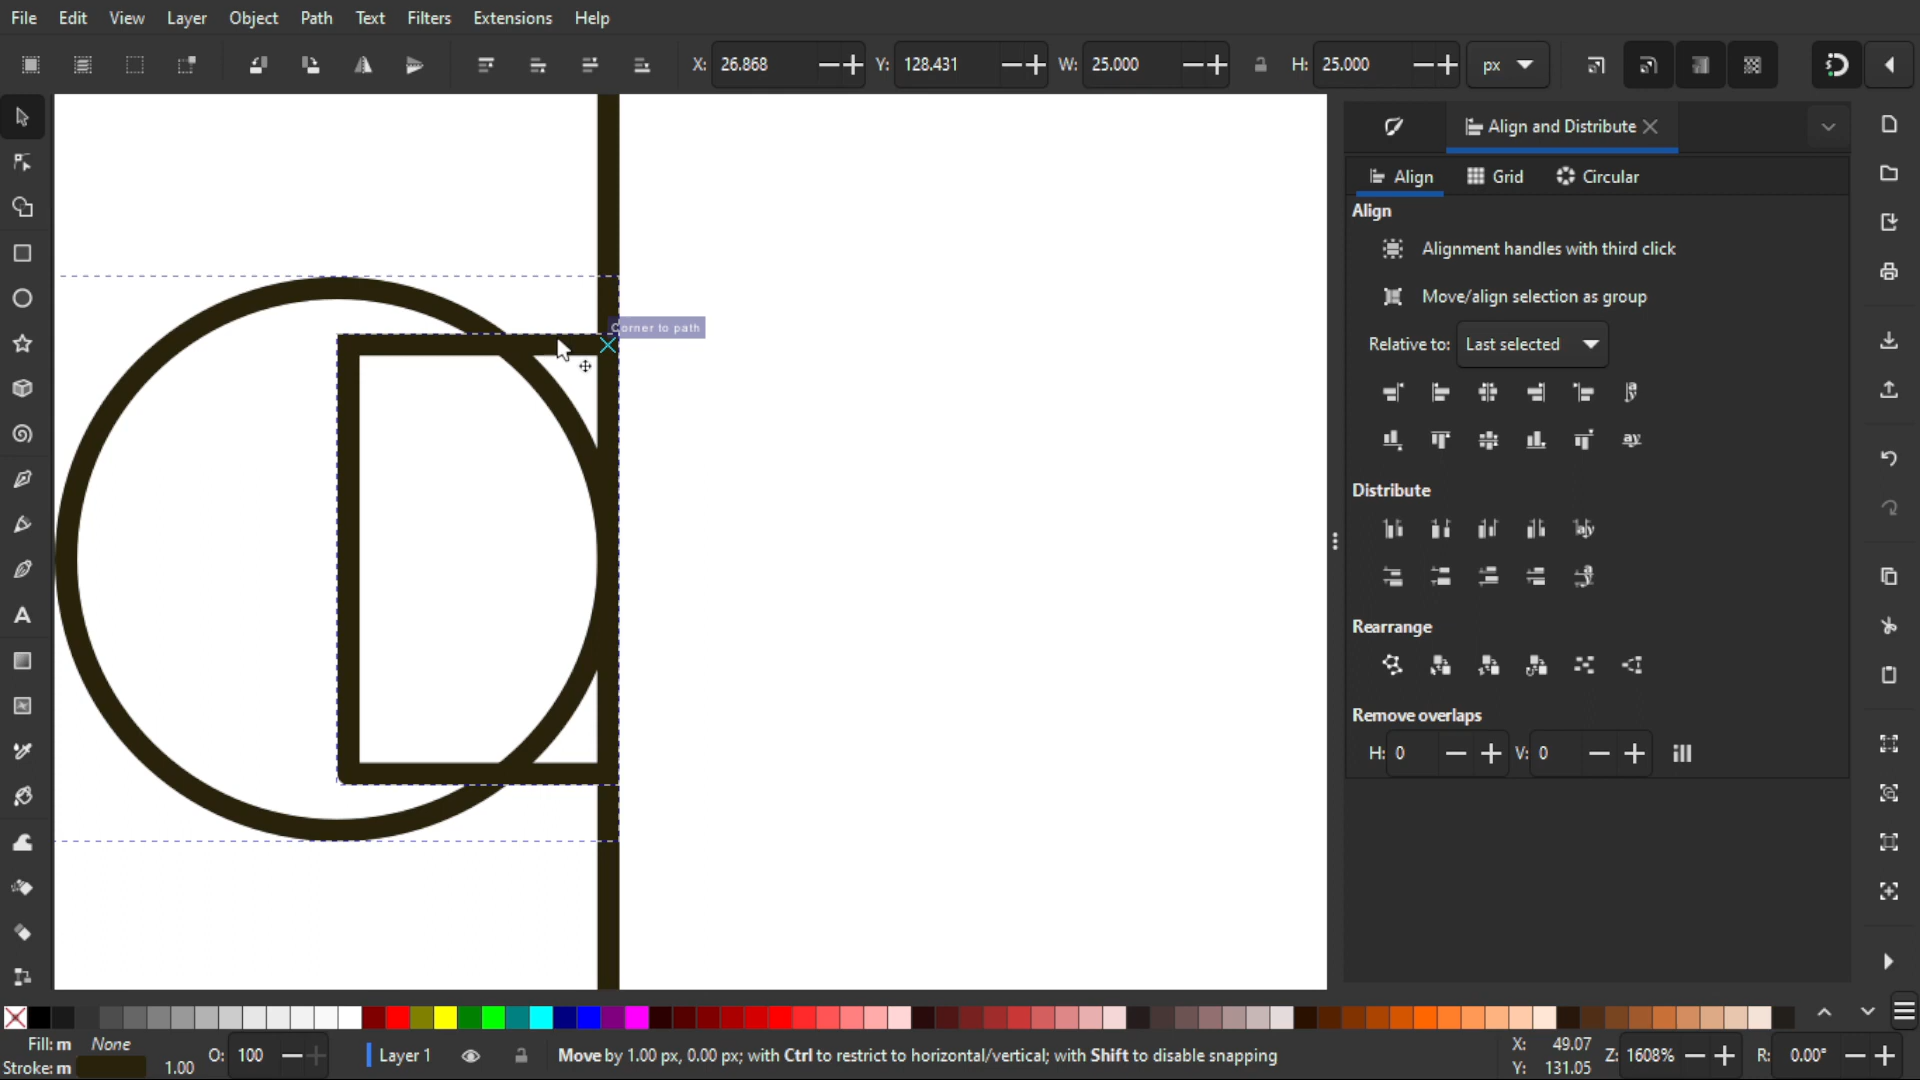 File Edit View Layer Object Path Text Filters Extensions Help
X: 26.868 Y: 128.431 W: 25.000 H: 25.000 px
Align and Distribute
Align Grid Circular
Align
Alignment handles with third click
Move/align selection as group
Corner to path
Relative to: Last selected
Distribute
Rearrange
Remove overlaps
H: 0 V: 0
Fill: m None
Stroke: m 1.00 O: 100 Layer 1 Move by 1.00 px, 0.00 px; with Ctrl to restrict to horizontal/vertical; with Shift to disable snapping
X: 49.07
Y: 131.05 Z: 1608% R: 0.00°